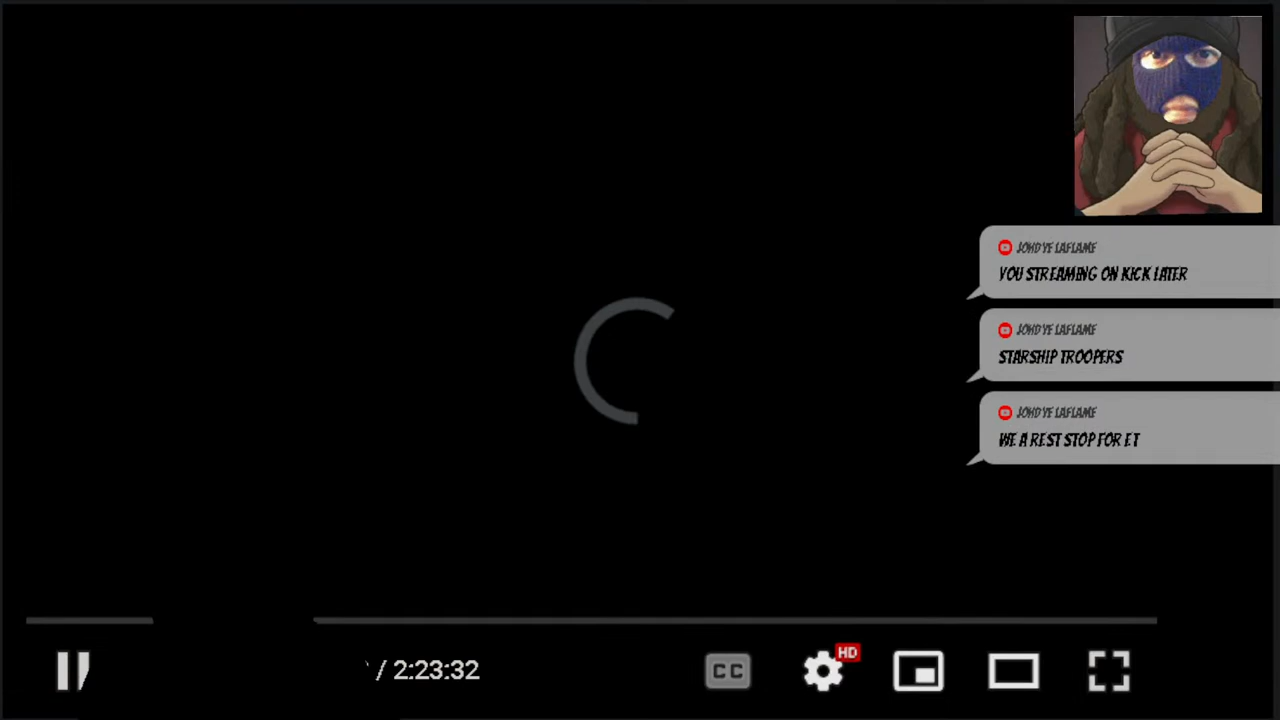 JOHDYE LAFLAME
YOU STREAMING ON KICK LATER
JOHDYE LAFLAME
STARSHIP TROOPERS
JOHDYE LAFLAME
WE A REST STOP FOR ET
/ 2:23:32
CC
HD